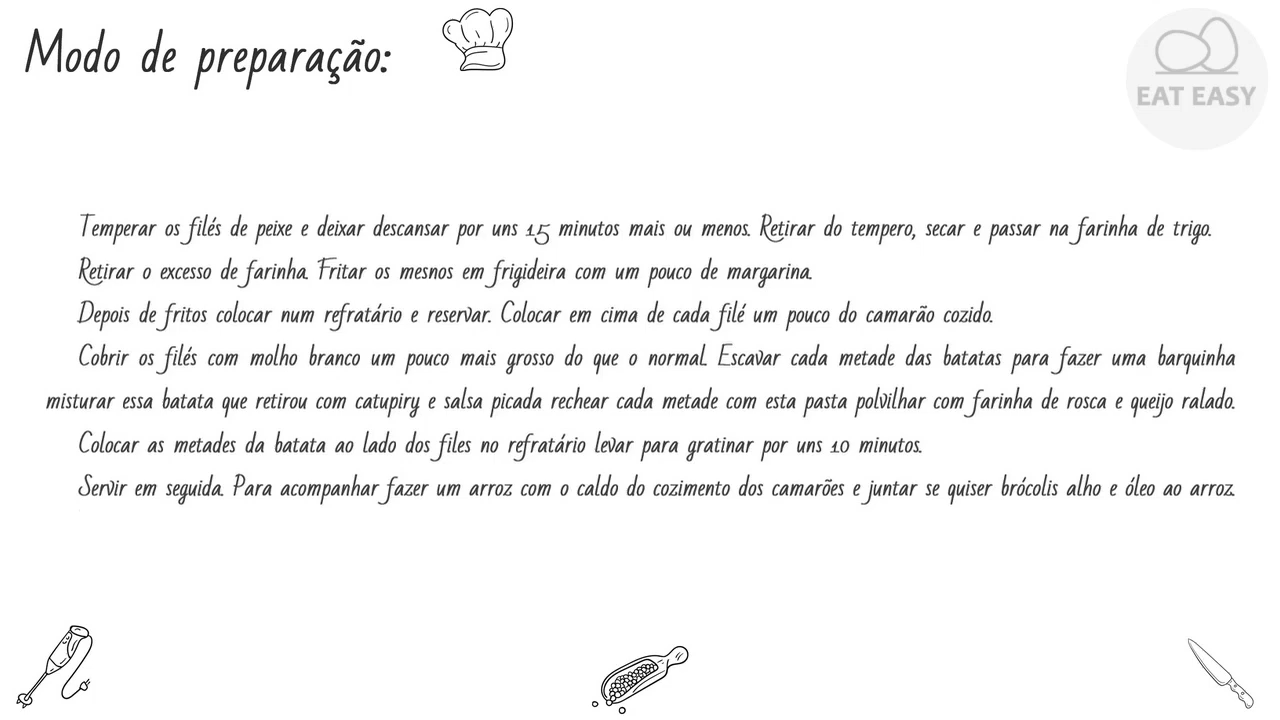 Modo de preparação:
EAT EASY
Temperar os filés de peixe e deixar descansar por uns 15 minutos mais ou menos. Retirar do tempero, secar e passar na farinha de trigo.
Retirar o excesso de farinha. Fritar os mesnos em frigideira com um pouco de margarina.
Depois de fritos colocar num refratário e reservar. Colocar em cima de cada filé um pouco do camarão cozido.
Cobrir os filés com molho branco um pouco mais grosso do que o normal. Escavar cada metade das batatas para fazer uma barquinha
misturar essa batata que retirou com catupiry e salsa picada rechear cada metade com esta pasta polvilhar com farinha de rosca e queijo ralado.
Colocar as metades da batata ao lado dos files no refratário levar para gratinar por uns 10 minutos.
Servir em seguida. Para acompanhar fazer um arroz com o caldo do cozimento dos camarões e juntar se quiser brócolis alho e óleo ao arroz.